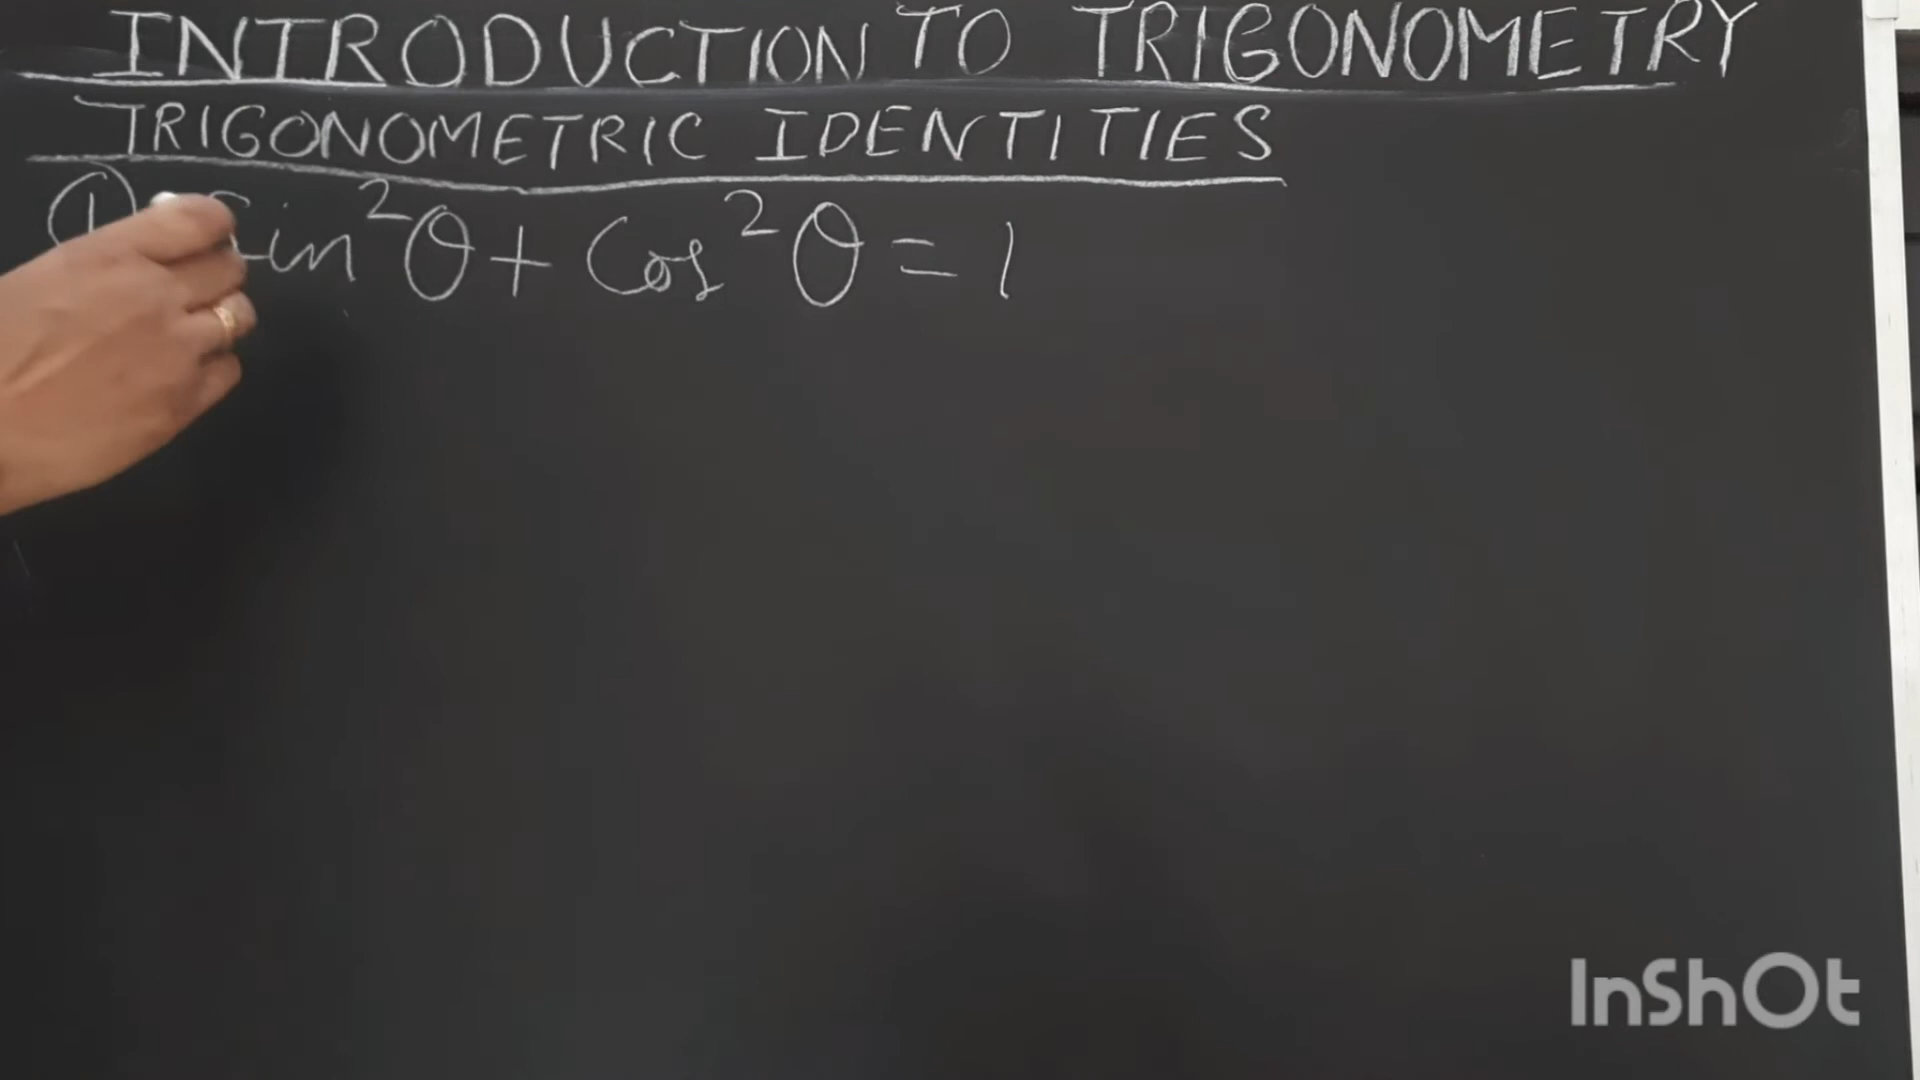 INTRODUCTION TO TRIGONOMETRY
TRIGONOMETRIC IDENTITIES
① Sin²θ + Cos²θ = 1
InShOt